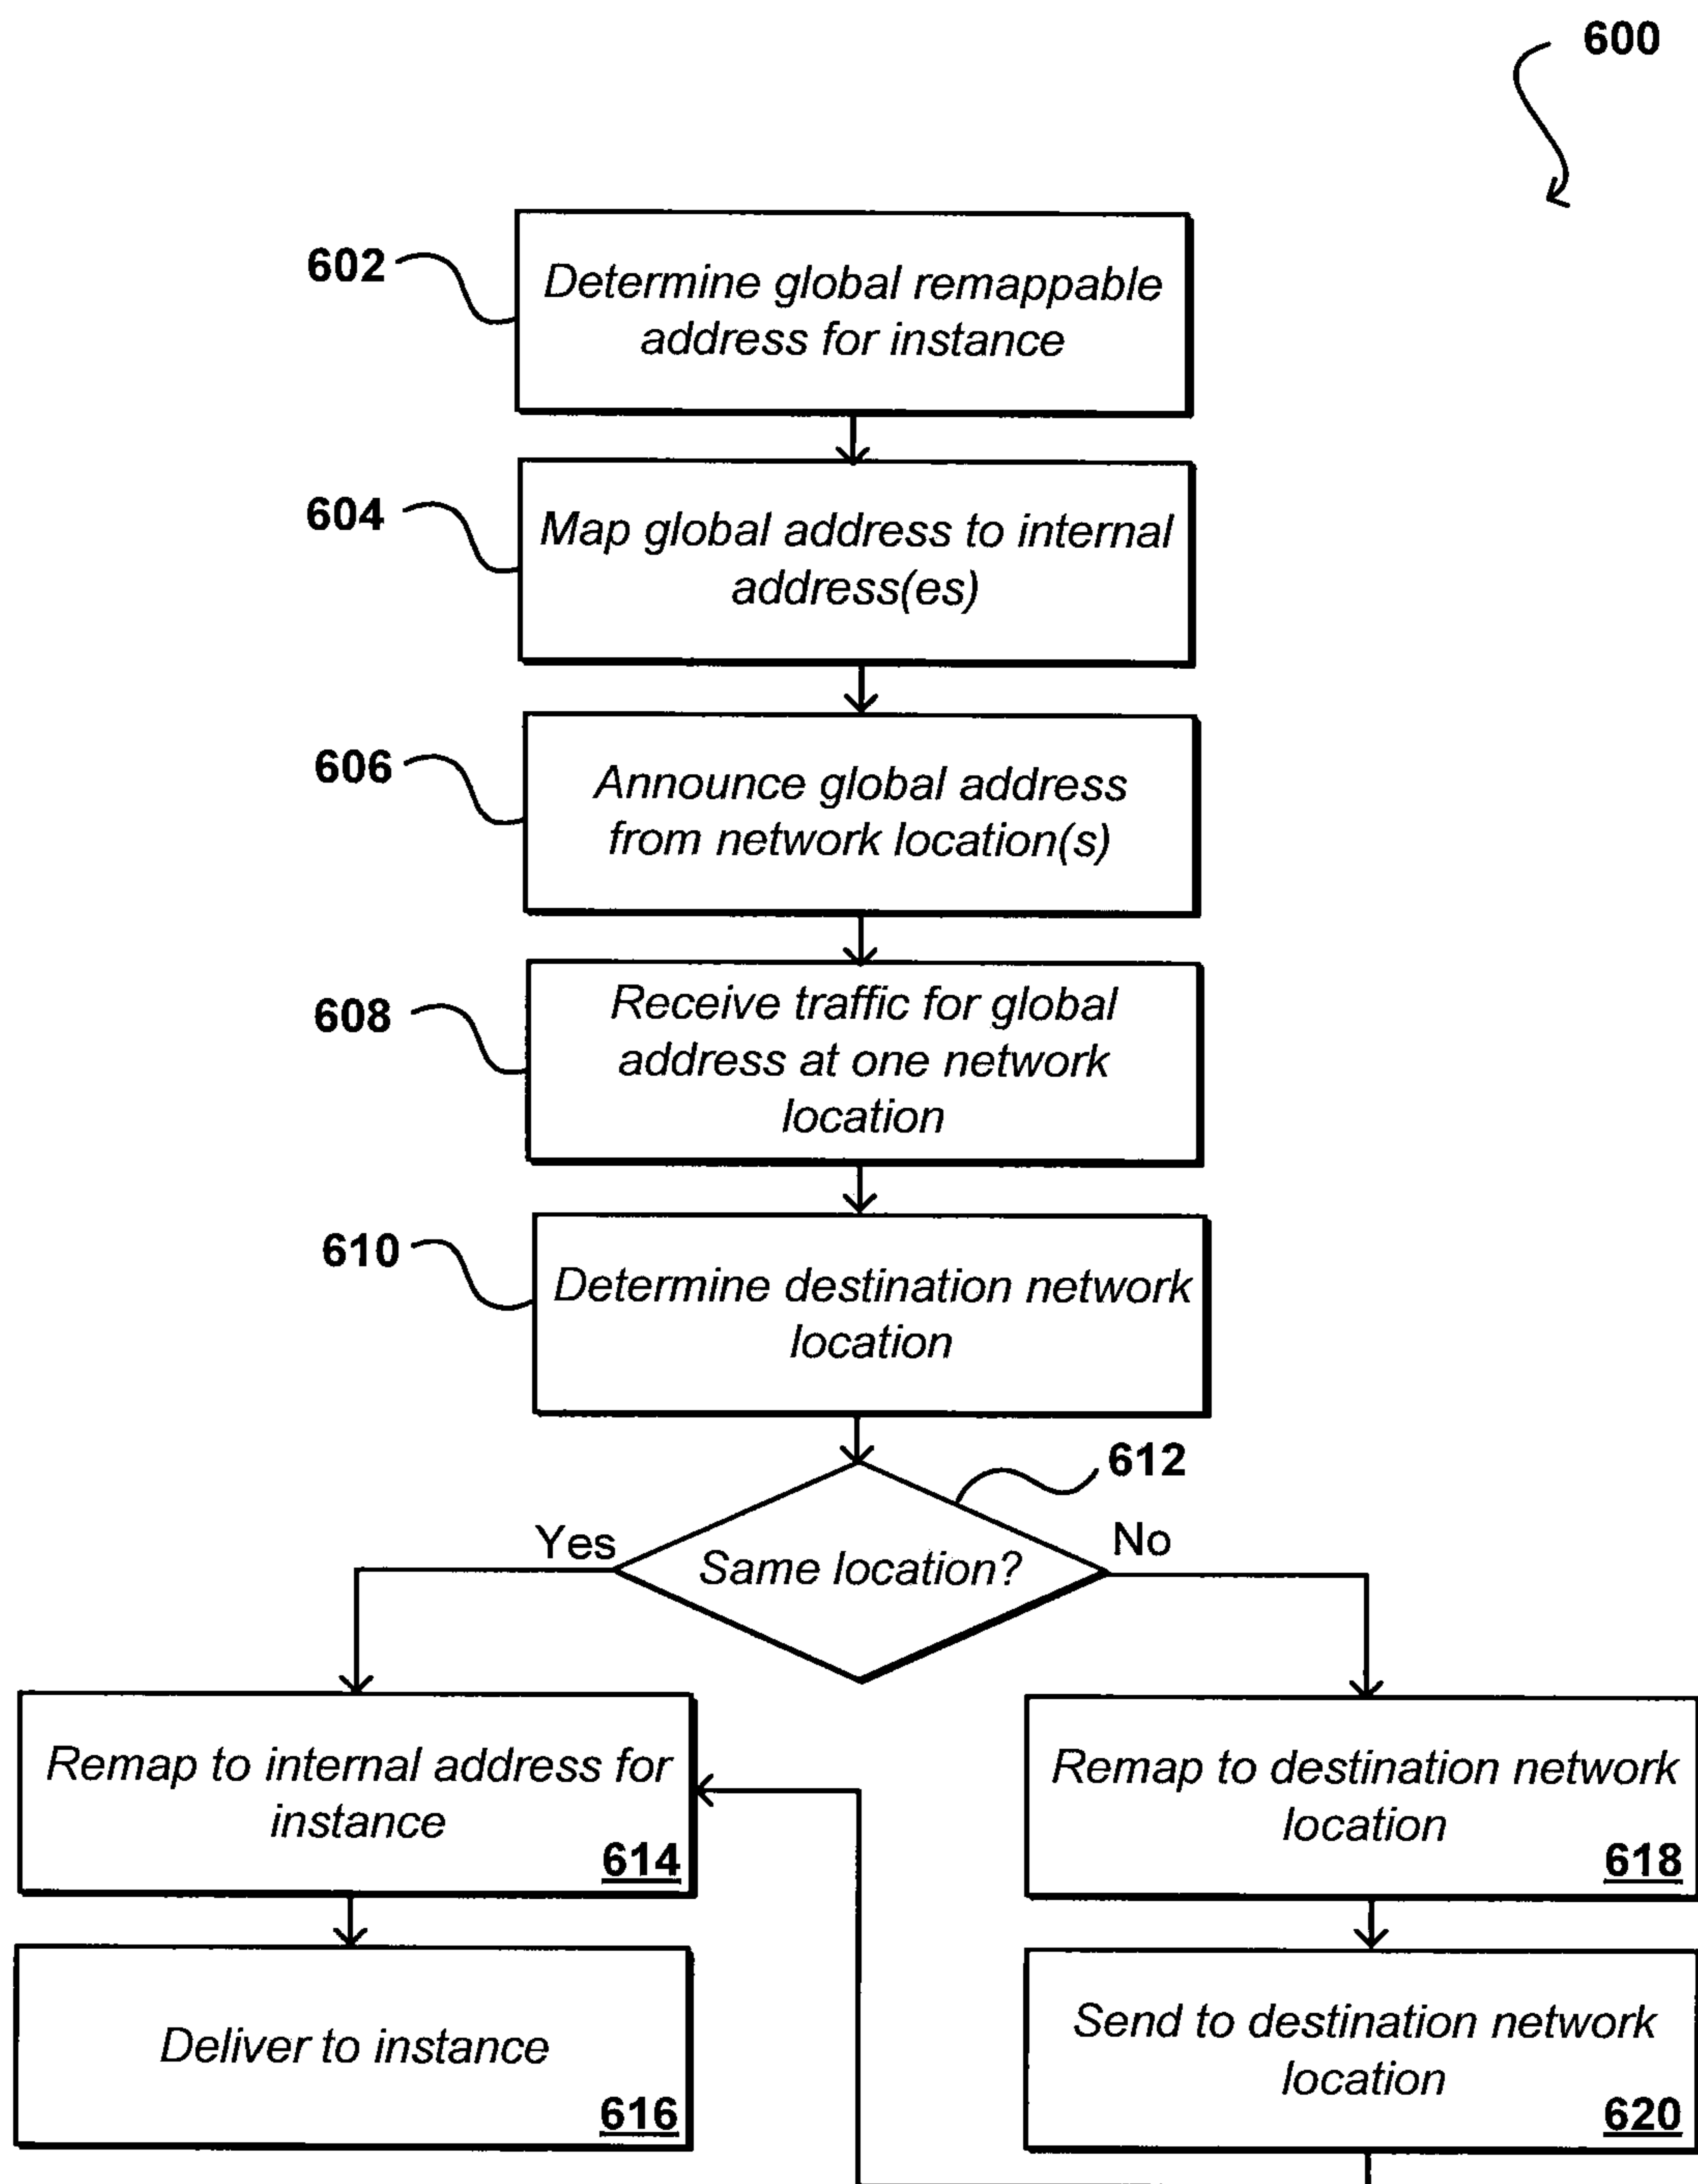 600
602
Determine global remappable
address for instance
604
Map global address to internal
address(es)
606
Announce global address
from network location(s)
608
Receive traffic for global
address at one network
location
610
Determine destination network
location
612
Yes
Same location?
No
Remap to internal address for
instance
614
Remap to destination network
location
618
Deliver to instance
616
Send to destination network
location
620